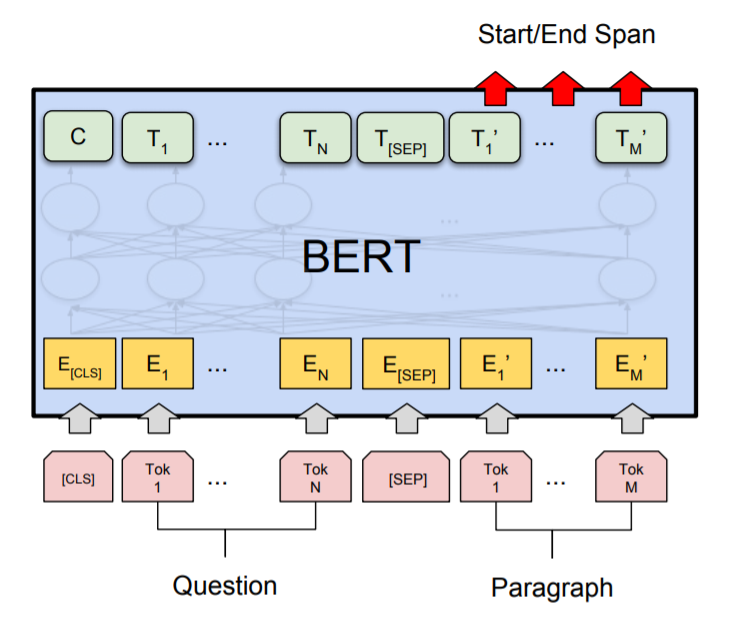 Start/End Span
C T1 ... TN T[SEP] T1’ ... TM’
...
BERT
...
E[CLS] E1 ... EN E[SEP] E1’ ... EM’
[CLS] Tok 1 ... Tok N [SEP] Tok 1 ... Tok M
Question Paragraph